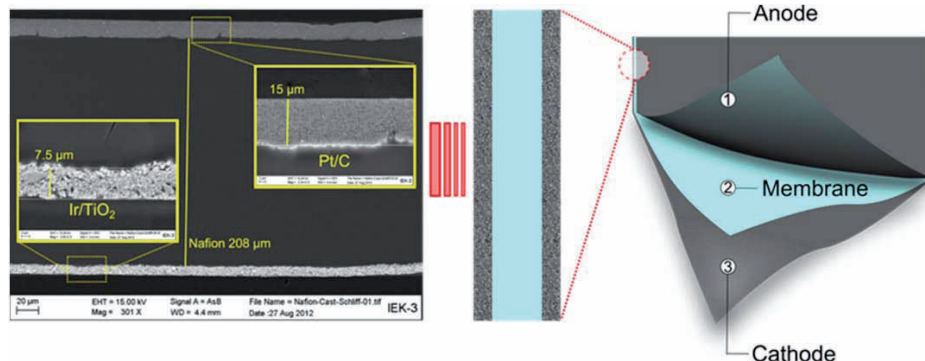 15 µm
Pt/C
7.5 µm
Ir/TiO2
Nafion 208 µm
20 µm
EHT = 15.00 kV
Signal A = AsB
File Name = Nafion-Cast-Schliff-01.tif
Mag = 301 X
WD = 4.4 mm
Date :27 Aug 2012
IEK-3
Anode
1
2
Membrane
3
Cathode